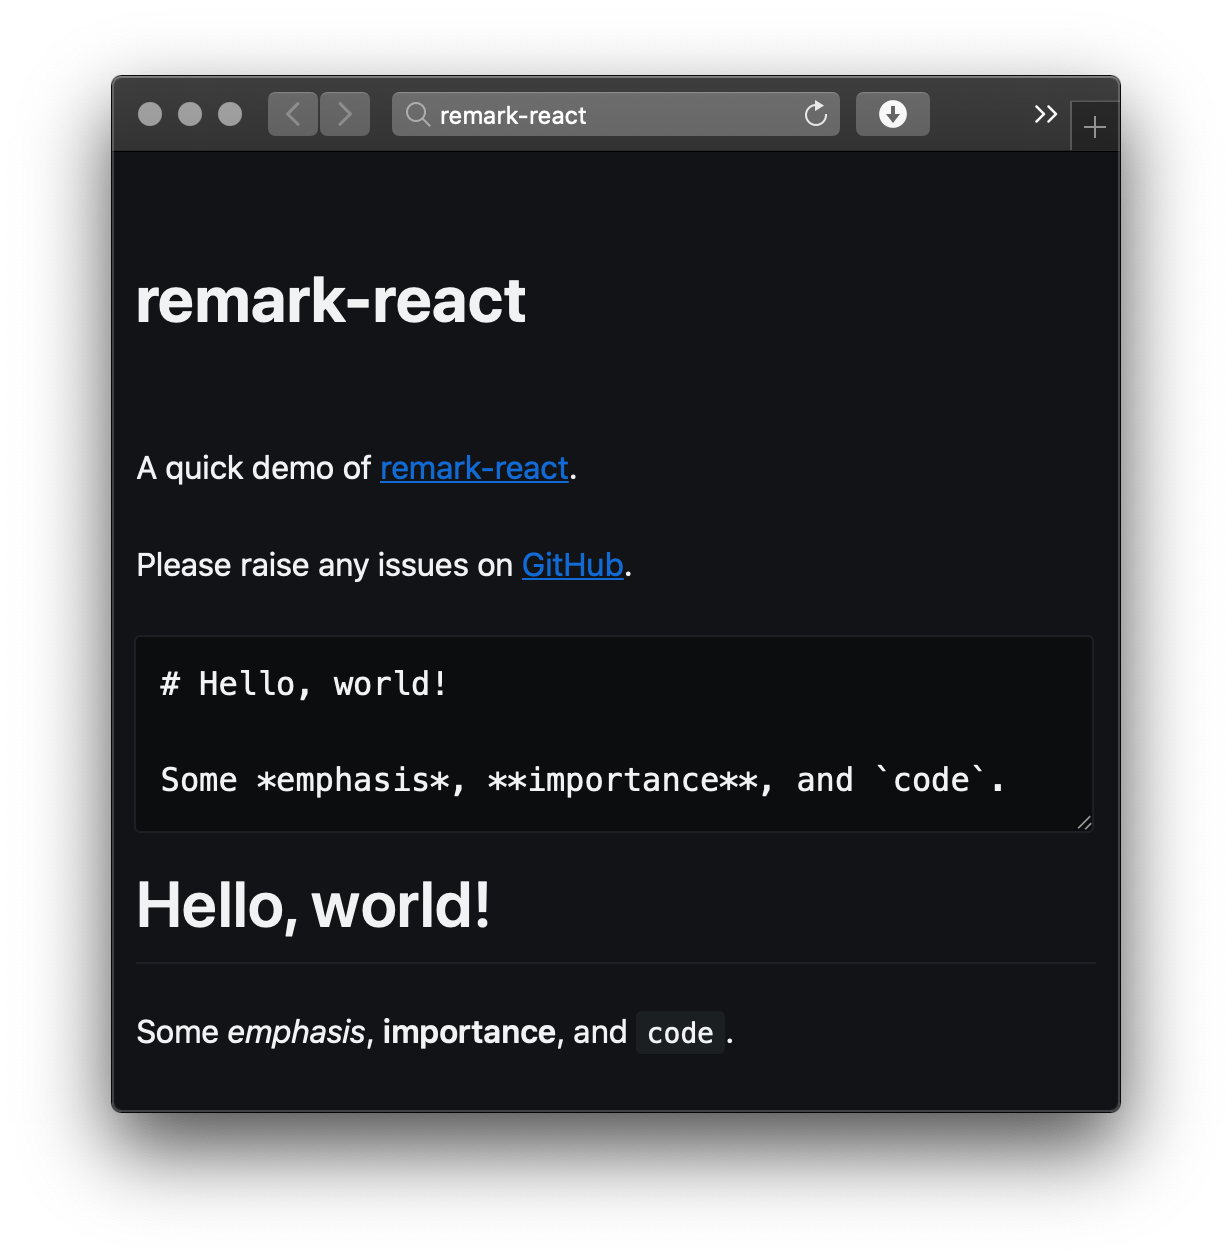 remark-react
remark-react
A quick demo of remark-react.
Please raise any issues on GitHub.
# Hello, world!
Some *emphasis*, **importance**, and `code`.
Hello, world!
Some emphasis, importance, and code.